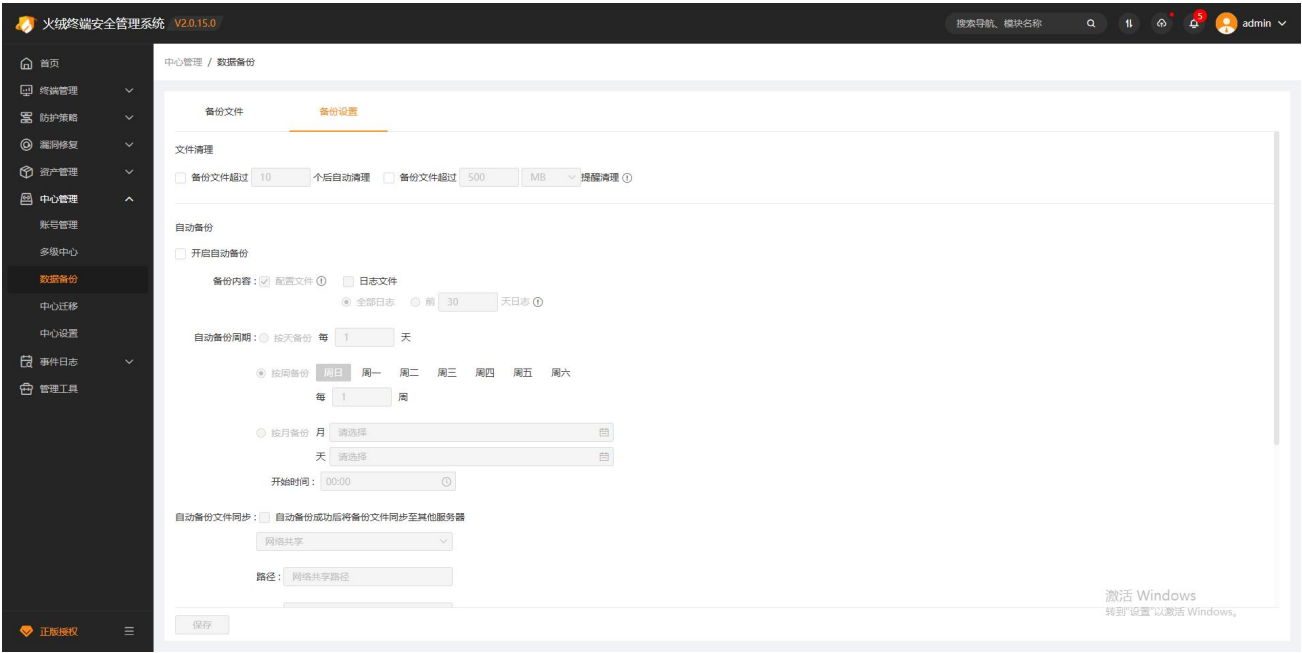 火绒终端安全管理系统 V2.0.15.0
搜索导航、模块名称
5
admin
首页
终端管理
防护策略
漏洞修复
资产管理
中心管理
账号管理
多级中心
数据备份
中心迁移
中心设置
事件日志
管理工具
正版授权
中心管理 / 数据备份
备份文件 备份设置
文件清理
备份文件超过 10 个后自动清理 备份文件超过 500 MB 提醒清理
自动备份
开启自动备份
备份内容: 配置文件 日志文件
全部日志 前 30 天日志
自动备份周期: 按天备份 每 1 天
按周备份 周日 周一 周二 周三 周四 周五 周六
每 1 周
按月备份 月 请选择
天 请选择
开始时间: 00:00
自动备份文件同步: 自动备份成功后将备份文件同步至其他服务器
网络共享
路径: 网络共享路径
保存
激活 Windows
转到"设置"以激活 Windows。